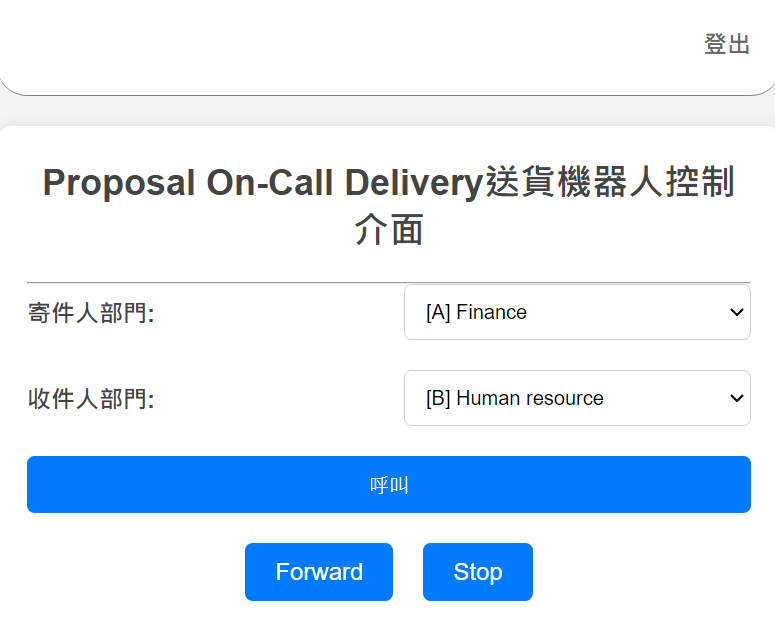 登出
Proposal On-Call Delivery送貨機器人控制
介面
寄件人部門:
[A] Finance
收件人部門:
[B] Human resource
呼叫
Forward
Stop